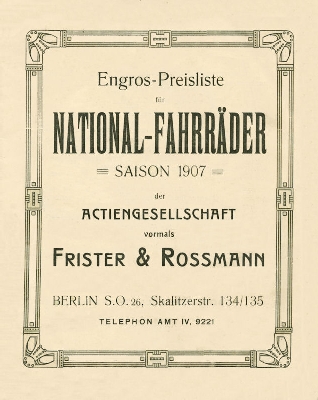 Engros-Preisliste
für
NATIONAL-FAHRRÄDER
SAISON 1907
der
ACTIENGESELLSCHAFT
vormals
FRISTER & ROSSMANN
BERLIN S.O. 26, Skalitzerstr. 134/135
TELEPHON AMT IV, 9221